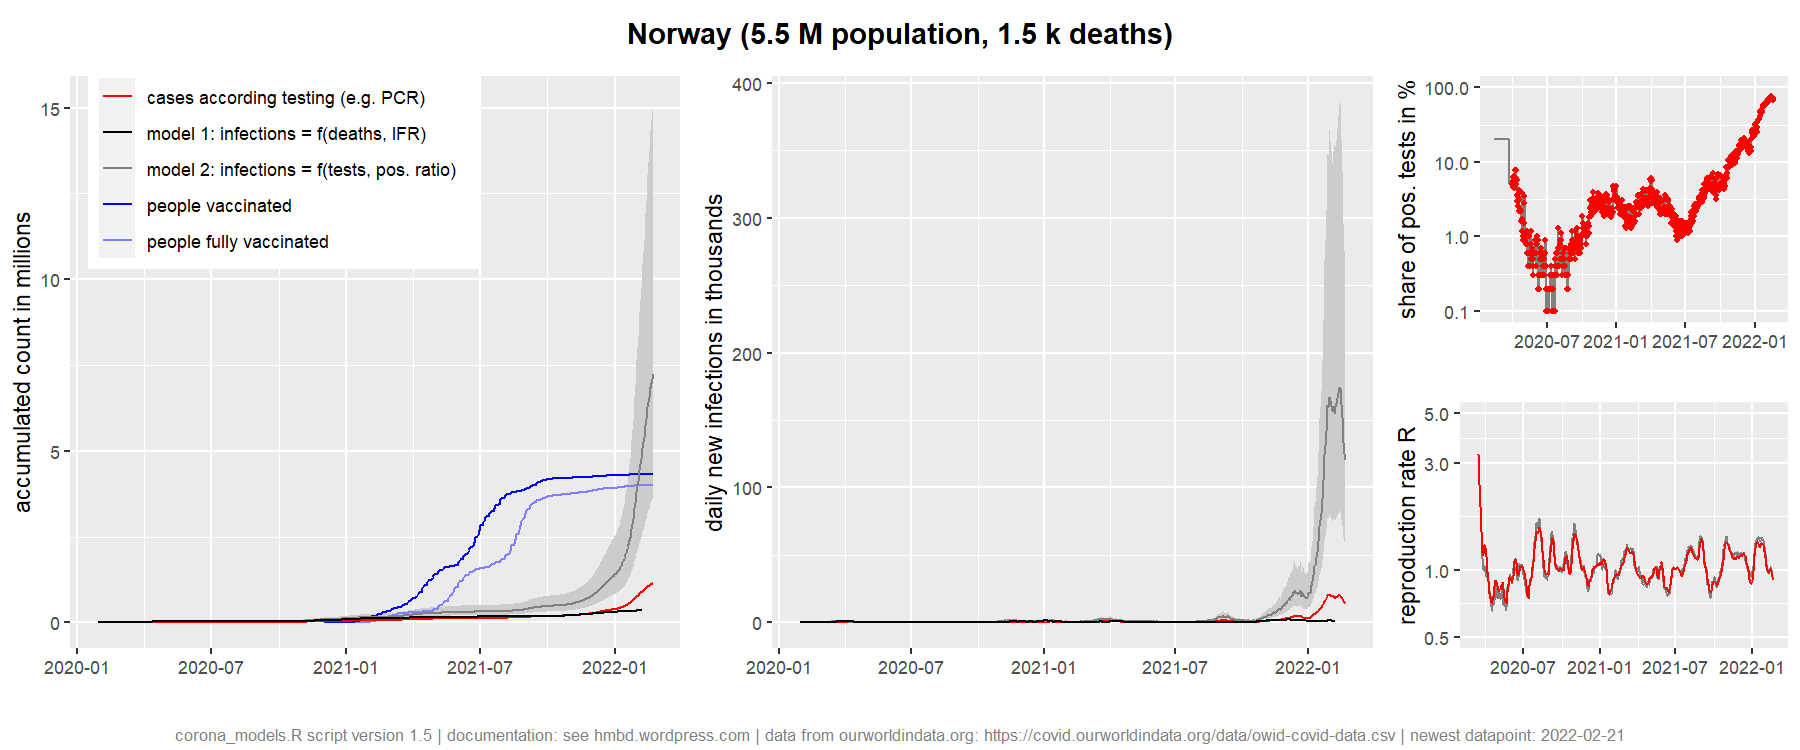 Norway (5.5 M population, 1.5 k deaths)
accumulated count in millions
15
10
5
0
cases according testing (e.g. PCR)
model 1: infections = f(deaths, IFR)
model 2: infections = f(tests, pos. ratio)
people vaccinated
people fully vaccinated
2020-01 2020-07 2021-01 2021-07 2022-01
daily new infections in thousands
400
300
200
100
0
2020-01 2020-07 2021-01 2021-07 2022-01
share of pos. tests in %
100.0
10.0
1.0
0.1
2020-07 2021-01 2021-07 2022-01
reproduction rate R
5.0
3.0
1.0
0.5
2020-07 2021-01 2021-07 2022-01
corona_models.R script version 1.5 | documentation: see hmbd.wordpress.com | data from ourworldindata.org: https://covid.ourworldindata.org/data/owid-covid-data.csv | newest datapoint: 2022-02-21